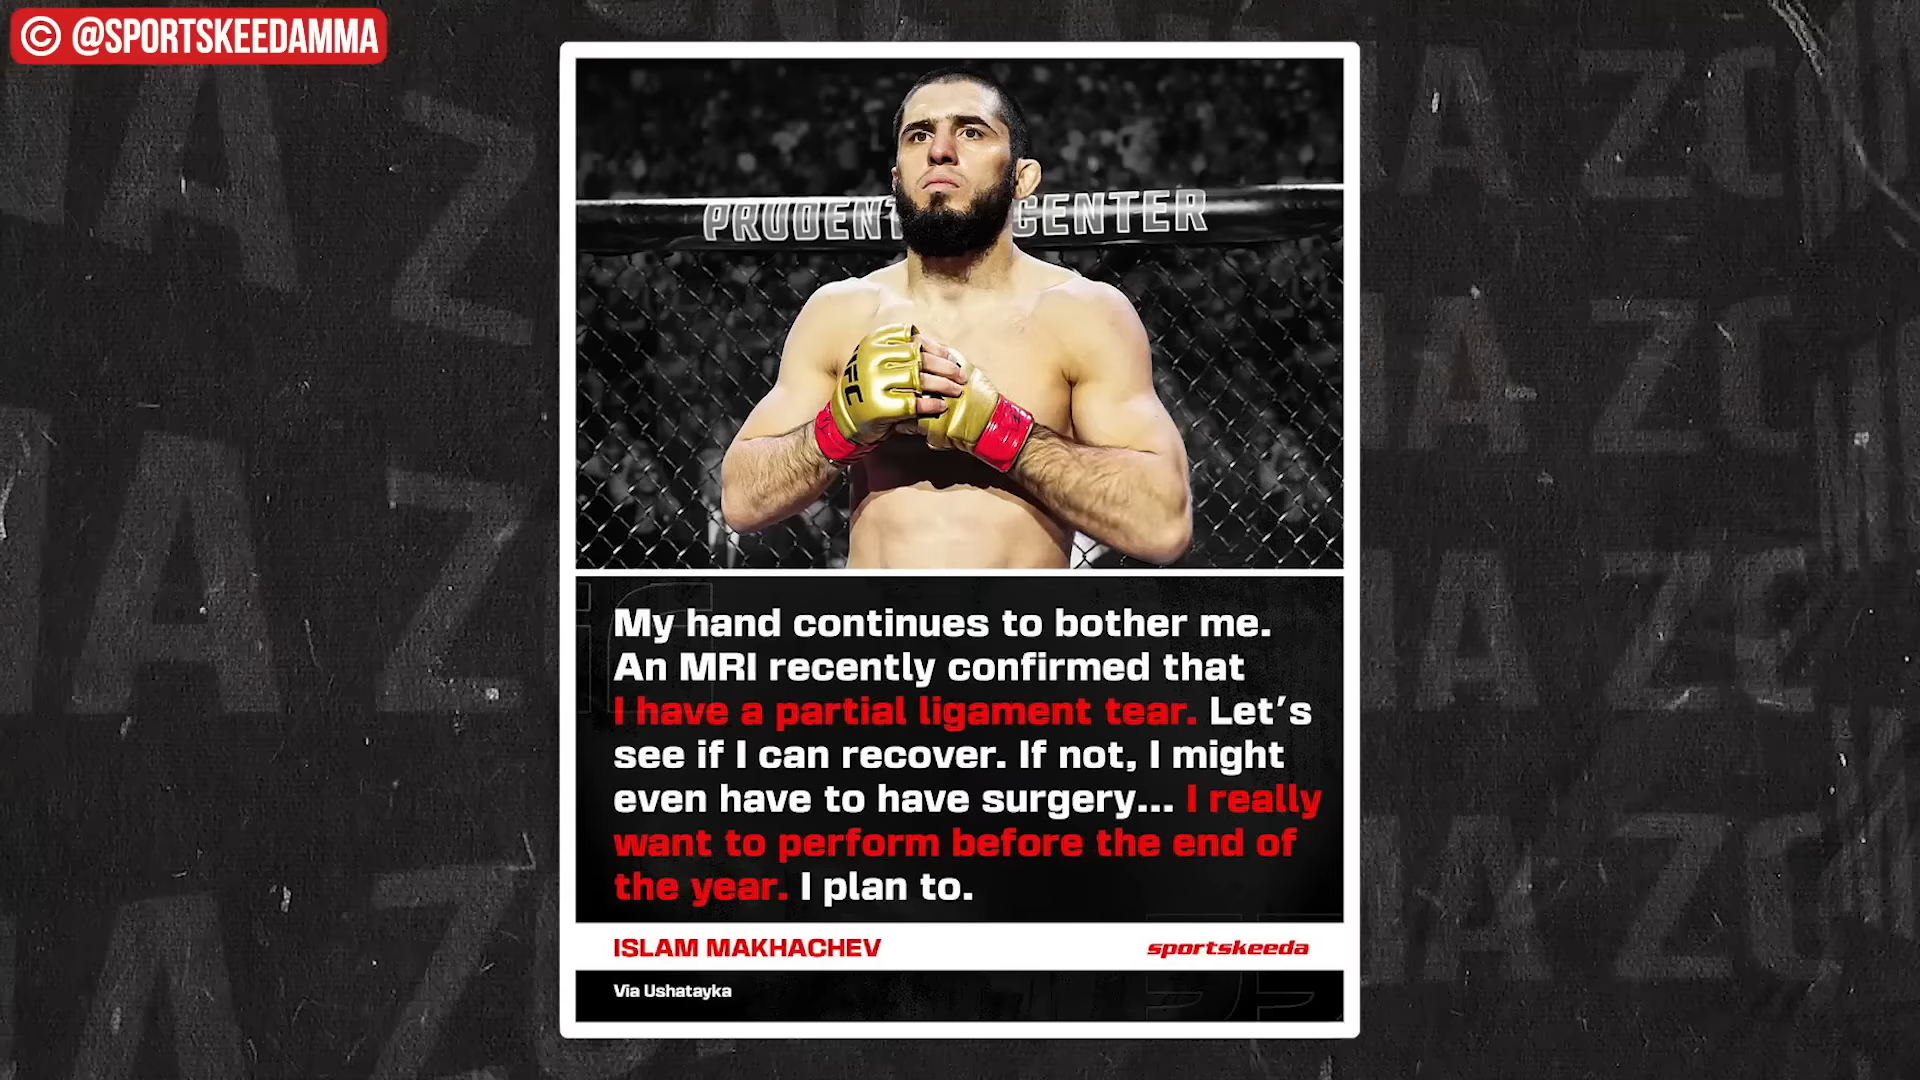 © @SPORTSKEEDAMMA
PRUDENT CENTER
UFC
My hand continues to bother me.
An MRI recently confirmed that
I have a partial ligament tear. Let's
see if I can recover. If not, I might
even have to have surgery... I really
want to perform before the end of
the year. I plan to.
ISLAM MAKHACHEV
sportskeeda
Via Ushatayka